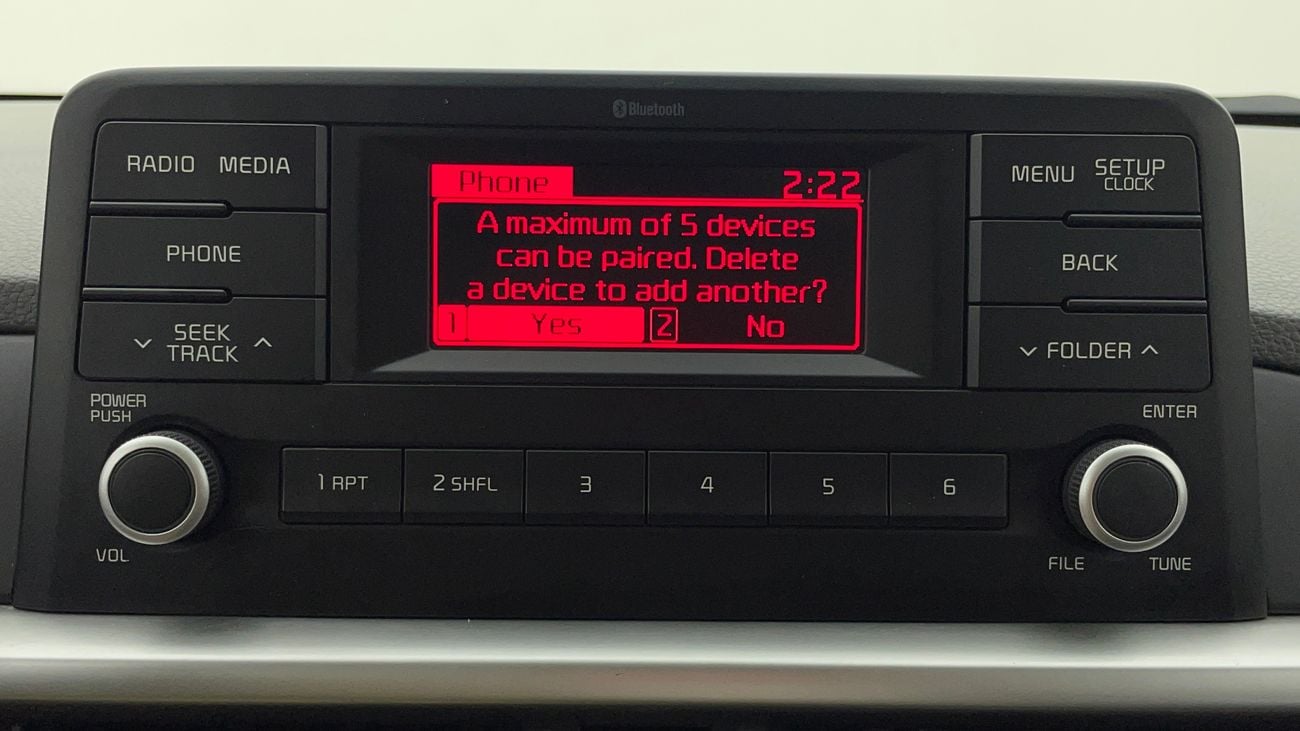 Bluetooth
RADIO MEDIA
PHONE
SEEK
TRACK
Phone 2:22
A maximum of 5 devices
can be paired. Delete
a device to add another?
1 Yes 2 No
MENU SETUP
CLOCK
BACK
FOLDER
POWER
PUSH
VOL
1 RPT 2 SHFL 3 4 5 6
ENTER
FILE TUNE